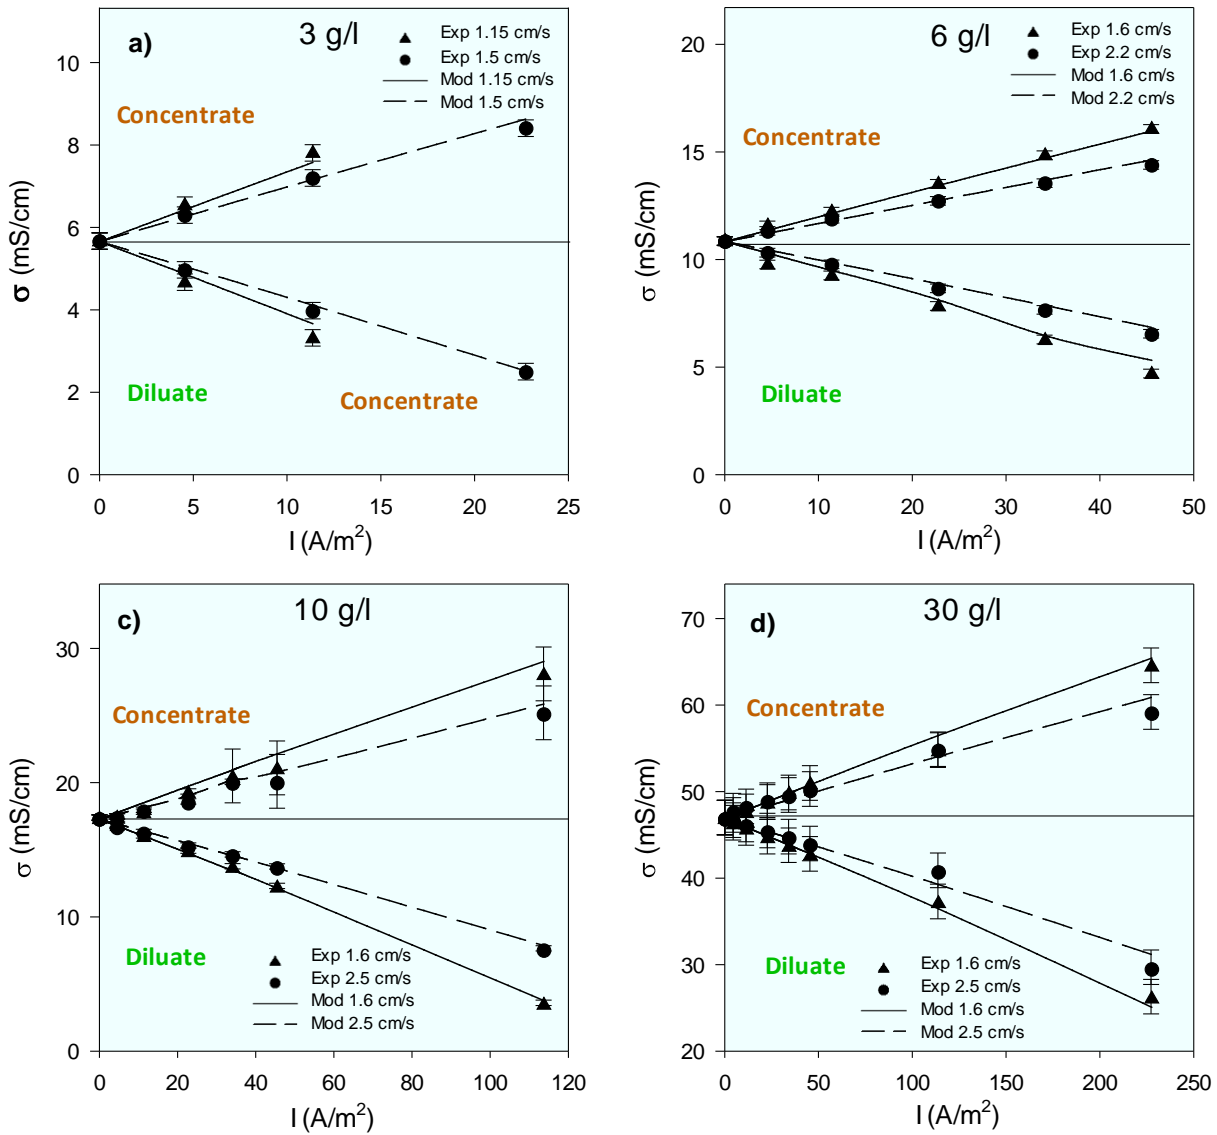 a)
3 g/l
Exp 1.15 cm/s
Exp 1.5 cm/s
Mod 1.15 cm/s
Mod 1.5 cm/s
Concentrate
Diluate
Concentrate
10
8
6
4
2
0
σ (mS/cm)
0 5 10 15 20 25
I (A/m²)
6 g/l
Exp 1.6 cm/s
Exp 2.2 cm/s
Mod 1.6 cm/s
Mod 2.2 cm/s
Concentrate
Diluate
20
15
10
5
0
σ (mS/cm)
0 10 20 30 40 50
I (A/m²)
c)
10 g/l
Concentrate
Diluate
Exp 1.6 cm/s
Exp 2.5 cm/s
Mod 1.6 cm/s
Mod 2.5 cm/s
30
20
10
0
σ (mS/cm)
0 20 40 60 80 100 120
I (A/m²)
d)
30 g/l
Concentrate
Diluate
Exp 1.6 cm/s
Exp 2.5 cm/s
Mod 1.6 cm/s
Mod 2.5 cm/s
70
60
50
40
30
20
σ (mS/cm)
0 50 100 150 200 250
I (A/m²)